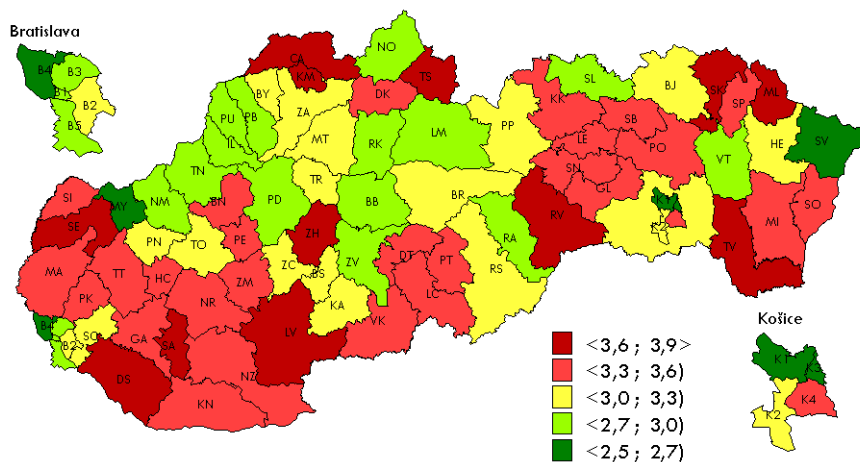 Bratislava
B4
B3
B1
B2
B5
CA
KM
NO
TS
DK
BY
ZA
PU
PB
IL
MT
RK
LM
PP
KK
SL
BJ
SK
SP
ML
SB
LE
PO
HE
SV
VT
SN
GL
TN
TR
PD
BB
BR
SI
MY
NM
BN
SE
PN
TO
PE
ZH
ZV
RA
RV
K2
TV
MI
SO
MA
TT
HC
ZM
ZC
BS
DT
PT
RS
PK
NR
KA
LC
VK
B4
SC
B2
GA
SA
LV
DS
NZ
KN
<3,6 ; 3,9>
<3,3 ; 3,6)
<3,0 ; 3,3)
<2,7 ; 3,0)
<2,5 ; 2,7)
Košice
K1
K3
K2
K4